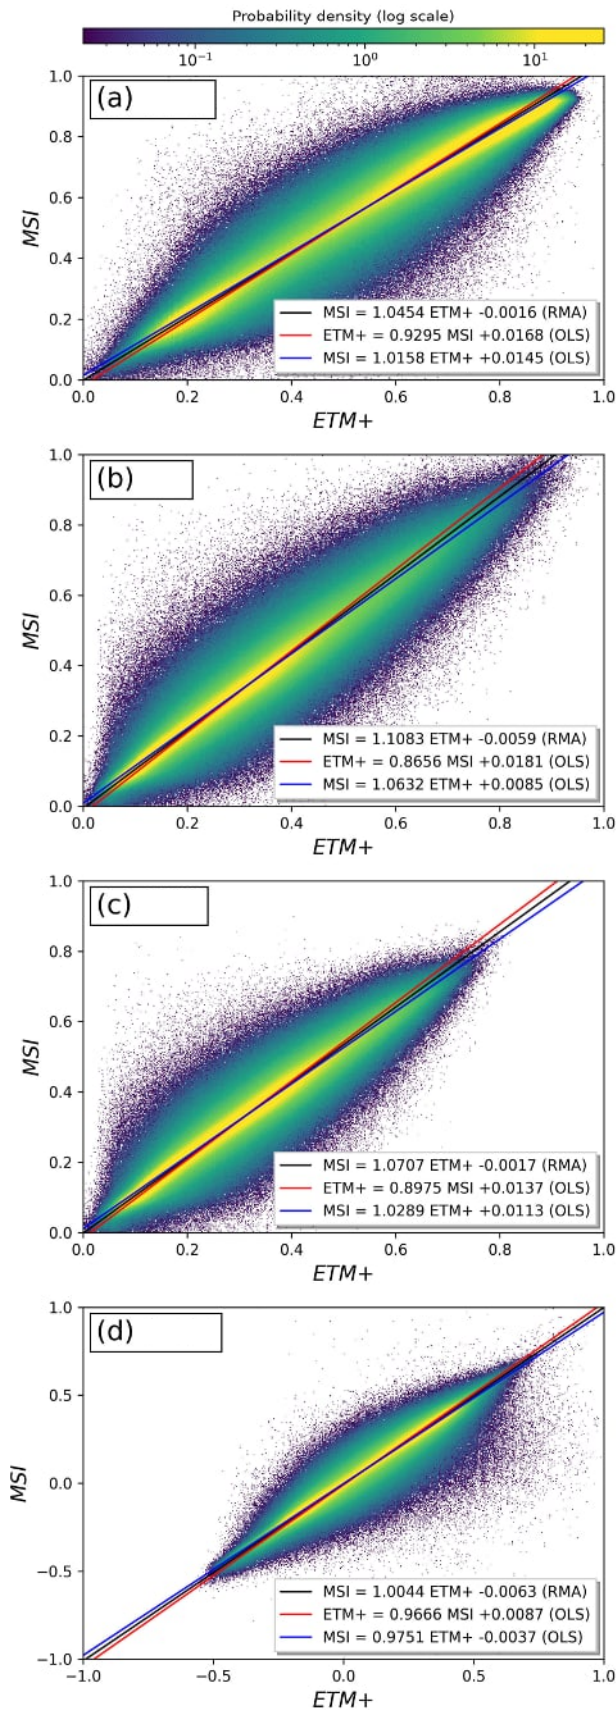 Probability density (log scale)
10⁻¹ 10⁰ 10¹
(a)
1.0
0.8
0.6
0.4
0.2
0.0
MSI
MSI = 1.0454 ETM+ -0.0016 (RMA)
ETM+ = 0.9295 MSI +0.0168 (OLS)
MSI = 1.0158 ETM+ +0.0145 (OLS)
0.0 0.2 0.4 0.6 0.8 1.0
ETM+
(b)
1.0
0.8
0.6
0.4
0.2
0.0
MSI
MSI = 1.1083 ETM+ -0.0059 (RMA)
ETM+ = 0.8656 MSI +0.0181 (OLS)
MSI = 1.0632 ETM+ +0.0085 (OLS)
0.0 0.2 0.4 0.6 0.8 1.0
ETM+
(c)
1.0
0.8
0.6
0.4
0.2
0.0
MSI
MSI = 1.0707 ETM+ -0.0017 (RMA)
ETM+ = 0.8975 MSI +0.0137 (OLS)
MSI = 1.0289 ETM+ +0.0113 (OLS)
0.0 0.2 0.4 0.6 0.8 1.0
ETM+
(d)
1.0
0.5
0.0
−0.5
−1.0
MSI
MSI = 1.0044 ETM+ -0.0063 (RMA)
ETM+ = 0.9666 MSI +0.0087 (OLS)
MSI = 0.9751 ETM+ -0.0037 (OLS)
−1.0 −0.5 0.0 0.5 1.0
ETM+